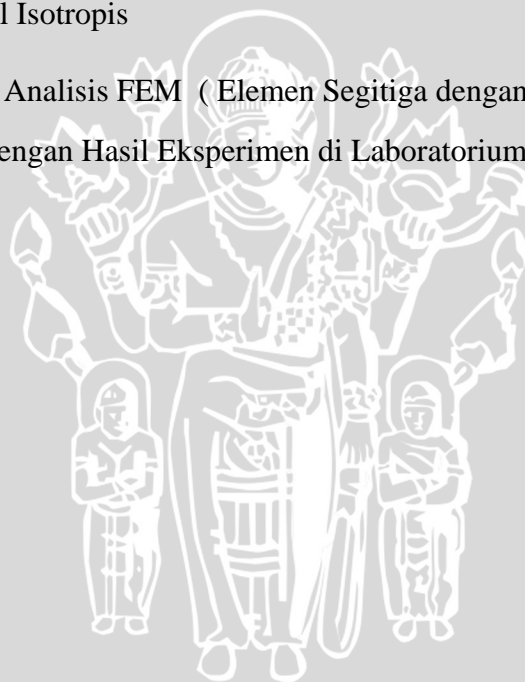 l Isotropis
Analisis FEM ( Elemen Segitiga dengan
engan Hasil Eksperimen di Laboratorium